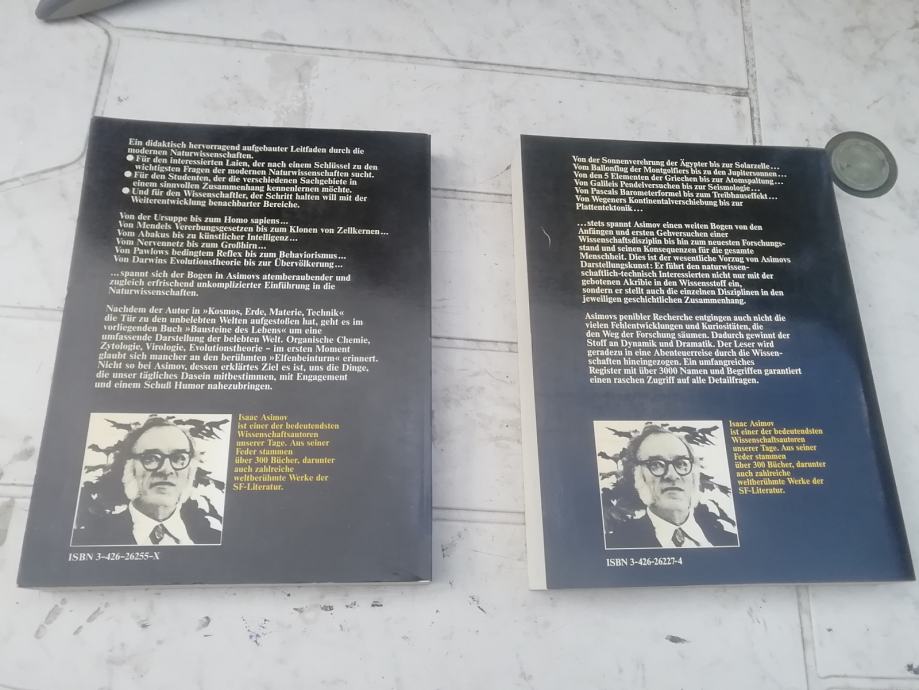 Ein didaktisch hervorragend aufgebauter Leitfaden durch die
modernen Naturwissenschaften.
● Für den interessierten Laien, der nach einem Schlüssel zu den
wichtigsten Fragen der modernen Naturwissenschaften sucht.
● Für den Studenten, der die verschiedenen Sachgebiete in
einem sinnvollen Zusammenhang kennenlernen möchte.
● Und für den Wissenschaftler, der Schritt halten will mit der
Weiterentwicklung benachbarter Bereiche.
Von der Ursuppe bis zum Homo sapiens...
Von Mendels Vererbungsgesetzen bis zum Klonen von Zellkernen...
Vom Abakus bis zu künstlicher Intelligenz...
Vom Nervennetz bis zum Großhirn...
Von Pawlows bedingtem Reflex bis zum Behaviorismus...
Von Darwins Evolutionstheorie bis zur Übervölkerung...
...spannt sich der Bogen in Asimovs atemberaubender und
zugleich erfrischend unkomplizierter Einführung in die
Naturwissenschaften.
Nachdem der Autor in »Kosmos, Erde, Materie, Technik«
die Tür zu den unbelebten Welten aufgestoßen hat, geht es im
vorliegenden Buch »Bausteine des Lebens« um eine
umfassende Darstellung der belebten Welt. Organische Chemie,
Zytologie, Virologie, Evolutionstheorie – im ersten Moment
glaubt sich mancher an den berühmten »Elfenbeinturm« erinnert.
Nicht so bei Asimov, dessen erklärtes Ziel es ist, uns die Dinge,
die unser tägliches Dasein mitbestimmen, mit Engagement
und einem Schuß Humor nahezubringen.
Isaac Asimov
ist einer der bedeutendsten
Wissenschaftsautoren
unserer Tage. Aus seiner
Feder stammen
über 300 Bücher, darunter
auch zahlreiche
weltberühmte Werke der
SF-Literatur.
ISBN 3-426-26255-X
Von der Sonnenverehrung der Ägypter bis zur Solarzelle...
Vom Ballonflug der Montgolfiers bis zu den Jupitersonnen...
Von den 5 Elementen der Griechen bis zur Atomspaltung...
Von Galileis Pendelversuchen bis zur Seismologie...
Von Pascals Barometerformel bis zum Treibhauseffekt...
Von Wegeners Kontinentalverschiebung bis zur
Plattentektonik...
...stets spannt Asimov einen weiten Bogen von den
Anfängen und ersten Gehversuchen einer
Wissenschaftsdisziplin bis hin zum neuesten Forschungs-
stand und seinen Konsequenzen für die gesamte
Menschheit. Dies ist der wesentliche Vorzug von Asimovs
Darstellungskunst: Er führt den naturwissen-
schaftlich-technisch Interessierten nicht nur mit der
gebotenen Akribie in den Wissensstoff ein,
sondern er stellt auch die einzelnen Disziplinen in den
jeweiligen geschichtlichen Zusammenhang.
Asimovs penibler Recherche entgingen auch nicht die
vielen Fehlentwicklungen und Kuriositäten, die
den Weg der Forschung säumen. Dadurch gewinnt der
Stoff an Dynamik und Dramatik. Der Leser wird
geradezu in eine Abenteuerreise durch die Wissen-
schaften hineingezogen. Ein umfangreiches
Register mit über 3000 Namen und Begriffen garantiert
einen raschen Zugriff auf alle Detailfragen.
Isaac Asimov
ist einer der bedeutendsten
Wissenschaftsautoren
unserer Tage. Aus seiner
Feder stammen
über 300 Bücher, darunter
auch zahlreiche
weltberühmte Werke der
SF-Literatur.
ISBN 3-426-26227-4